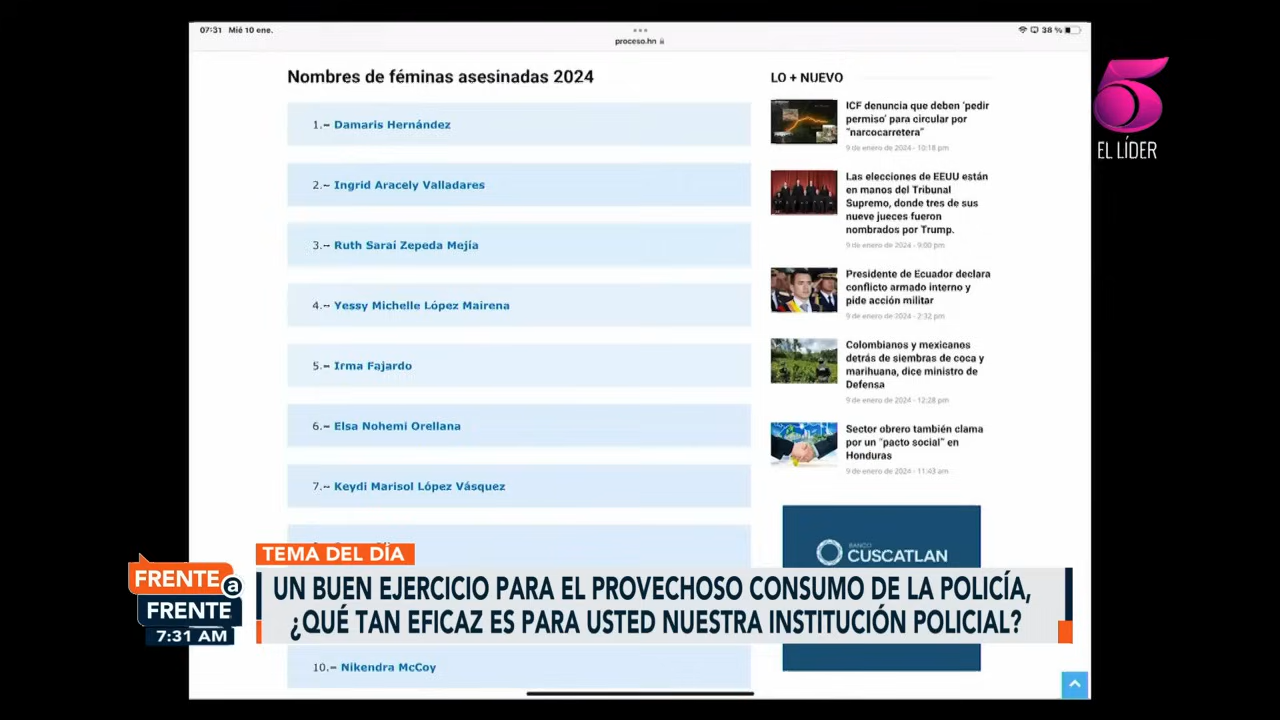 07:31 Mié 10 ene.
proceso.hn
38 %
Nombres de féminas asesinadas 2024
1.– Damaris Hernández
2.– Ingrid Aracely Valladares
3.– Ruth Saraí Zepeda Mejía
4.– Yessy Michelle López Mairena
5.– Irma Fajardo
6.– Elsa Nohemí Orellana
7.– Keydi Marisol López Vásquez
10.– Nikendra McCoy
LO + NUEVO
ICF denuncia que deben 'pedir
permiso' para circular por
"narcocarretera"
9 de enero de 2024 - 10:18 pm
Las elecciones de EEUU están
en manos del Tribunal
Supremo, donde tres de sus
nueve jueces fueron
nombrados por Trump.
9 de enero de 2024 - 9:00 pm
Presidente de Ecuador declara
conflicto armado interno y
pide acción militar
9 de enero de 2024 - 2:32 pm
Colombianos y mexicanos
detrás de siembras de coca y
marihuana, dice ministro de
Defensa
9 de enero de 2024 - 12:28 pm
Sector obrero también clama
por un "pacto social" en
Honduras
9 de enero de 2024 - 11:43 am
BANCO
CUSCATLAN
5
EL LÍDER
TEMA DEL DÍA
FRENTE a
FRENTE
7:31 AM
UN BUEN EJERCICIO PARA EL PROVECHOSO CONSUMO DE LA POLICÍA,
¿QUÉ TAN EFICAZ ES PARA USTED NUESTRA INSTITUCIÓN POLICIAL?